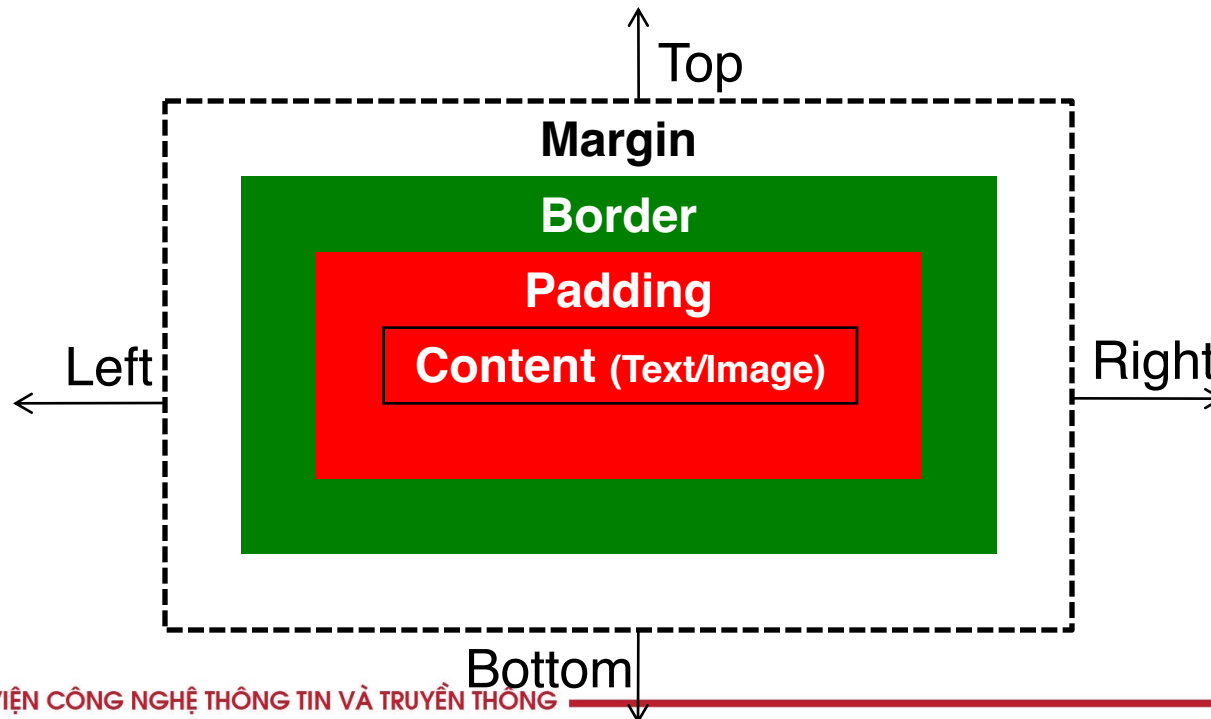 Top
Margin
Border
Padding
Left
Content (Text/Image)
Right
Bottom
VIỆN CÔNG NGHỆ THÔNG TIN VÀ TRUYỀN THÔNG